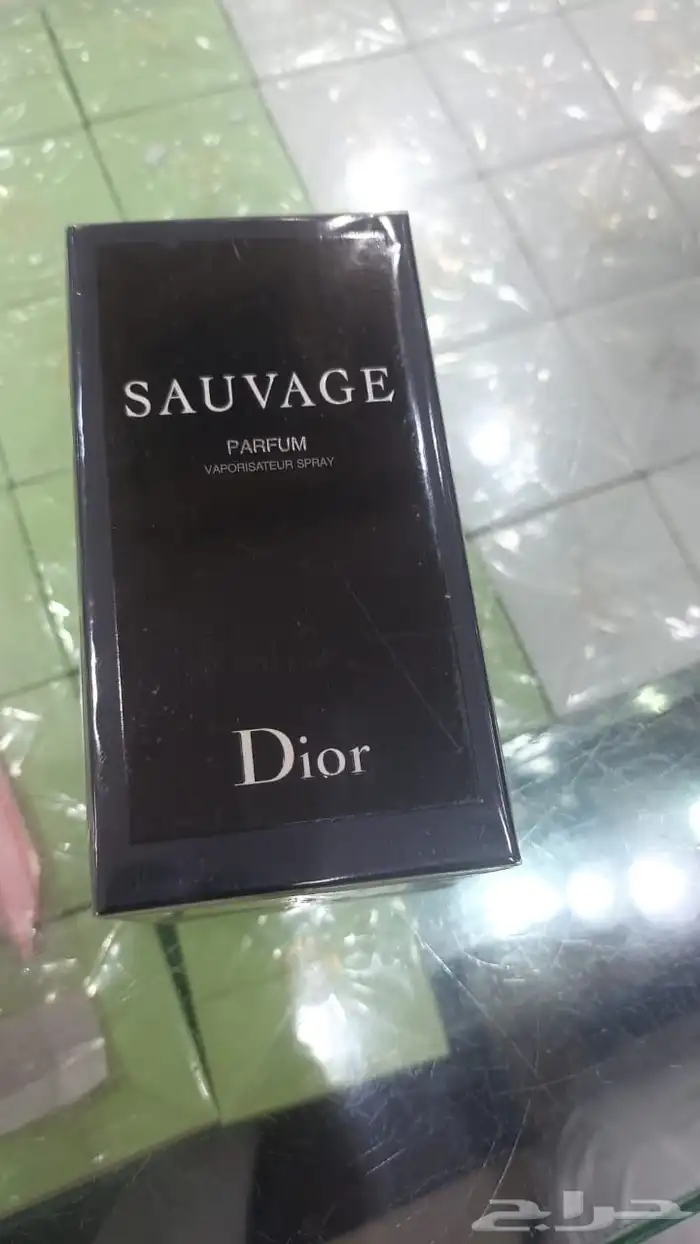 SAUVAGE
PARFUM
VAPORISATEUR SPRAY
Dior
حراج